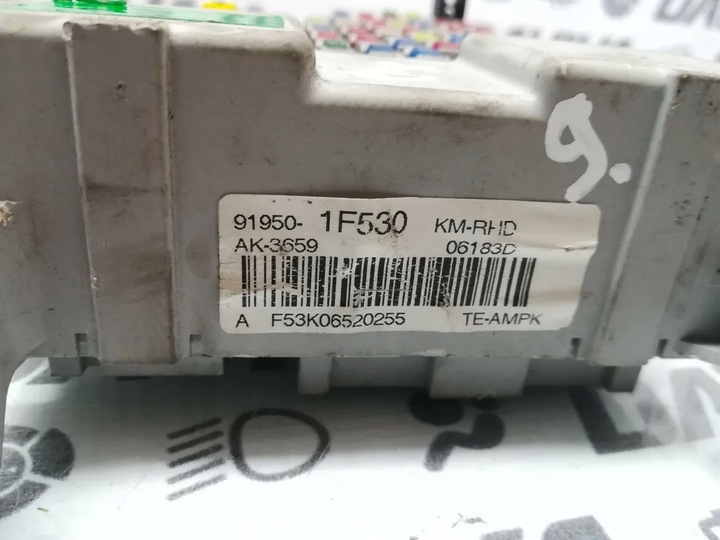 9.
91950- 1F530 KM-RHD
AK-3659 06183D
A F53K06520255 TE-AMPK